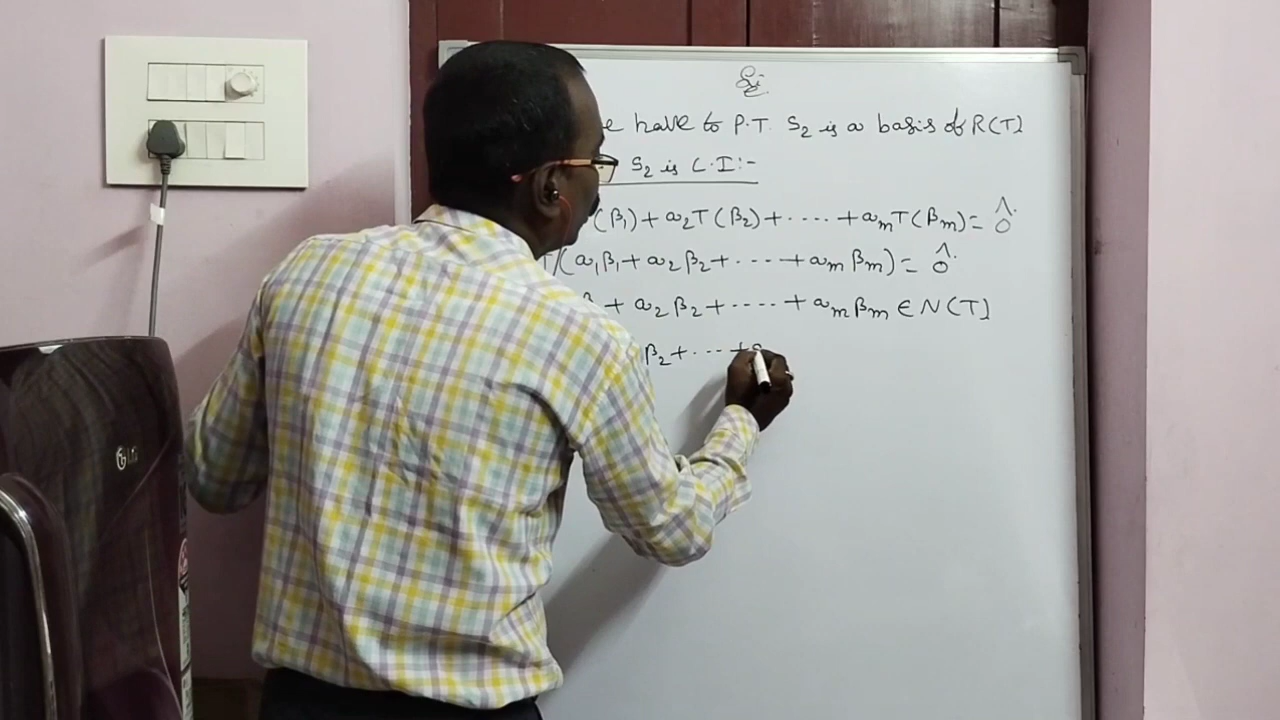 e have to P.T. S₂ is a basis of R(T)
S₂ is L.I:-
(β₁) + a₂T(β₂) + ..... + aₘT(βₘ) = 0̂
T(a₁β₁ + a₂β₂ + .... + aₘβₘ) = 0̂
+ a₂β₂ + ..... + aₘβₘ ∈ N(T)
β₂ + .... +
LG